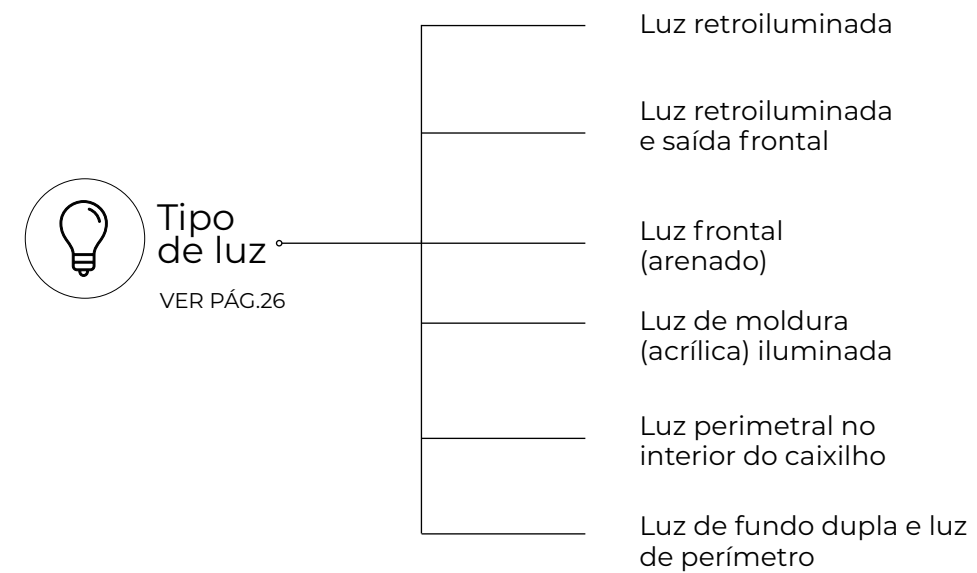 Luz retroiluminada
Luz retroiluminada
e saída frontal
Tipo
de luz
VER PÁG.26
Luz frontal
(arenado)
Luz de moldura
(acrílica) iluminada
Luz perimetral no
interior do caixilho
Luz de fundo dupla e luz
de perímetro